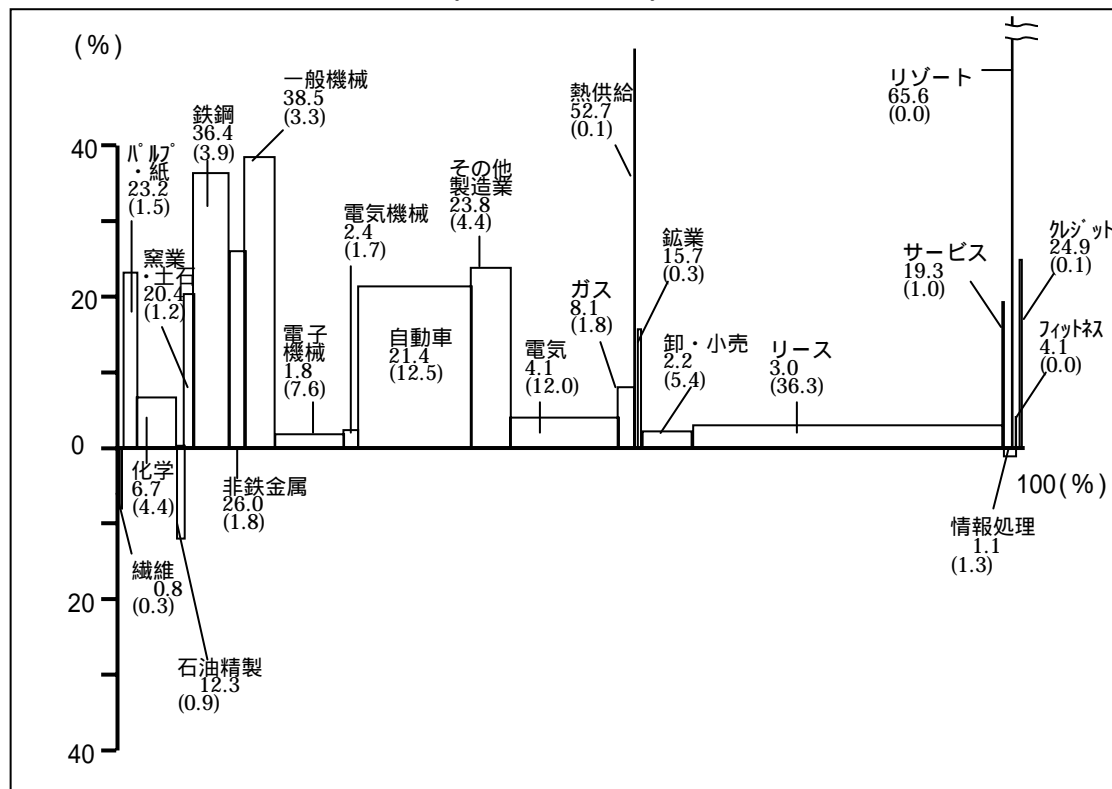 (%)
40
20
0
20
40
100(%)
パルプ
・紙
23.2
(1.5)
窯業
・土石
20.4
(1.2)
鉄鋼
36.4
(3.9)
一般機械
38.5
(3.3)
電気機械
2.4
(1.7)
電子
機械
1.8
(7.6)
自動車
21.4
(12.5)
その他
製造業
23.8
(4.4)
電気
4.1
(12.0)
ガス
8.1
(1.8)
熱供給
52.7
(0.1)
鉱業
15.7
(0.3)
卸・小売
2.2
(5.4)
リース
3.0
(36.3)
リゾート
65.6
(0.0)
サービス
19.3
(1.0)
クレジット
24.9
(0.1)
フィットネス
4.1
(0.0)
化学
6.7
(4.4)
非鉄金属
26.0
(1.8)
繊維
0.8
(0.3)
石油精製
12.3
(0.9)
情報処理
1.1
(1.3)